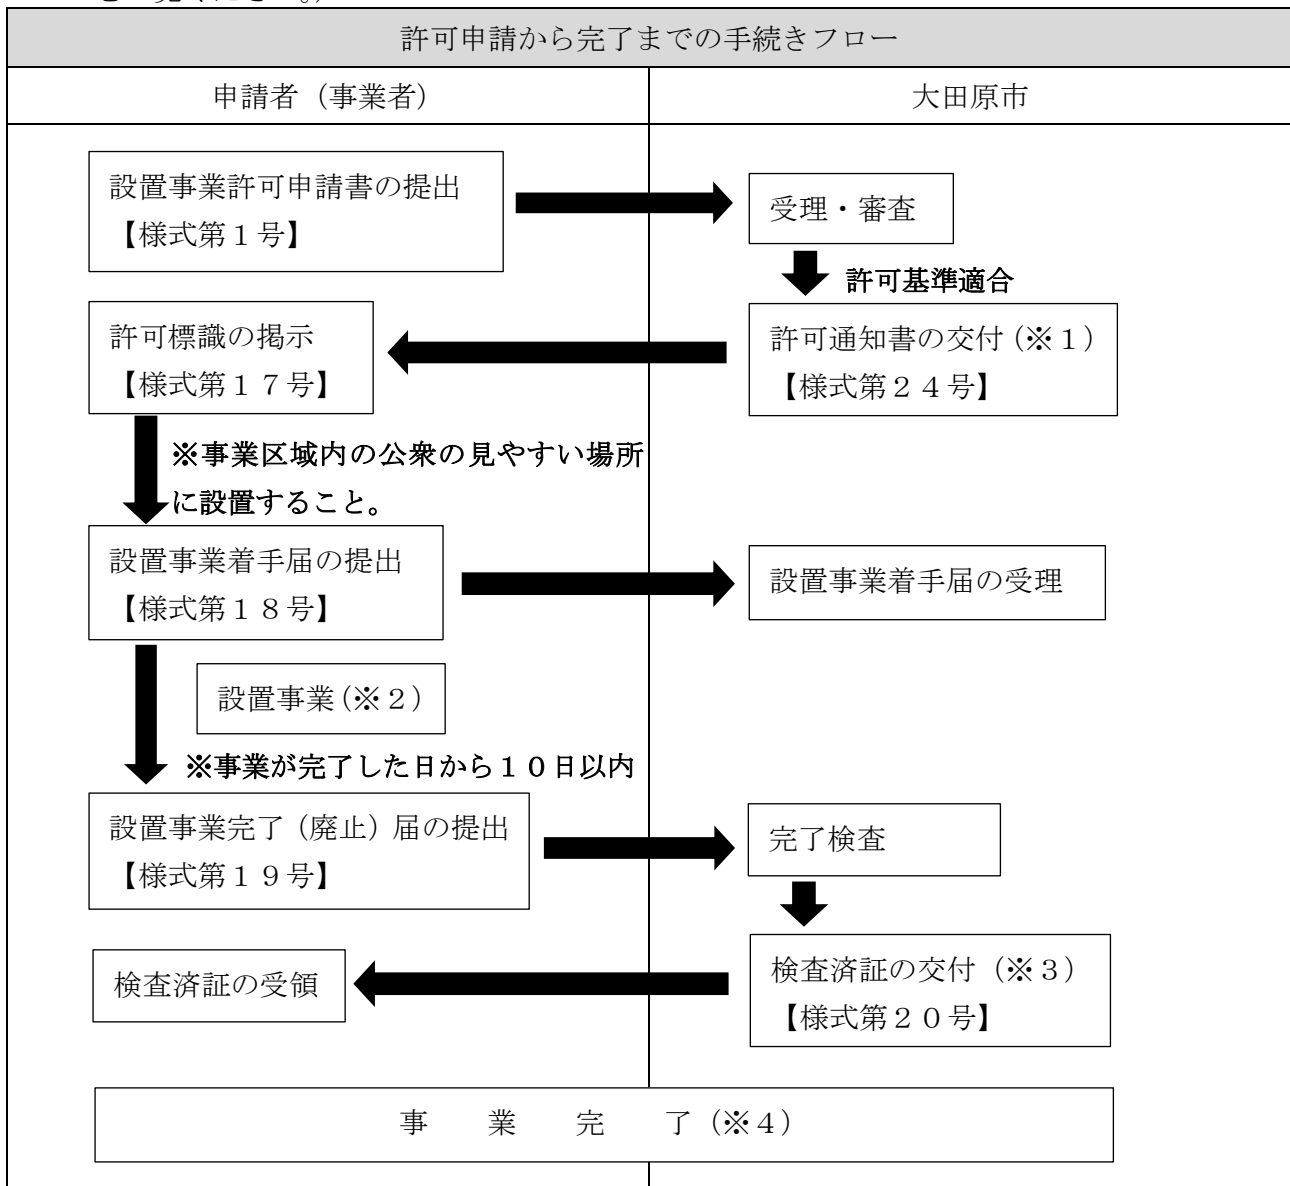 許可申請から完了までの手続きフロー
申請者（事業者）
大田原市
設置事業許可申請書の提出
【様式第１号】
受理・審査
許可基準適合
許可標識の掲示
【様式第１７号】
許可通知書の交付（※１）
【様式第２４号】
※事業区域内の公衆の見やすい場所
に設置すること。
設置事業着手届の提出
【様式第１８号】
設置事業着手届の受理
設置事業（※２）
※事業が完了した日から１０日以内
設置事業完了（廃止）届の提出
【様式第１９号】
完了検査
検査済証の受領
検査済証の交付（※３）
【様式第２０号】
事　業　完　了（※４）